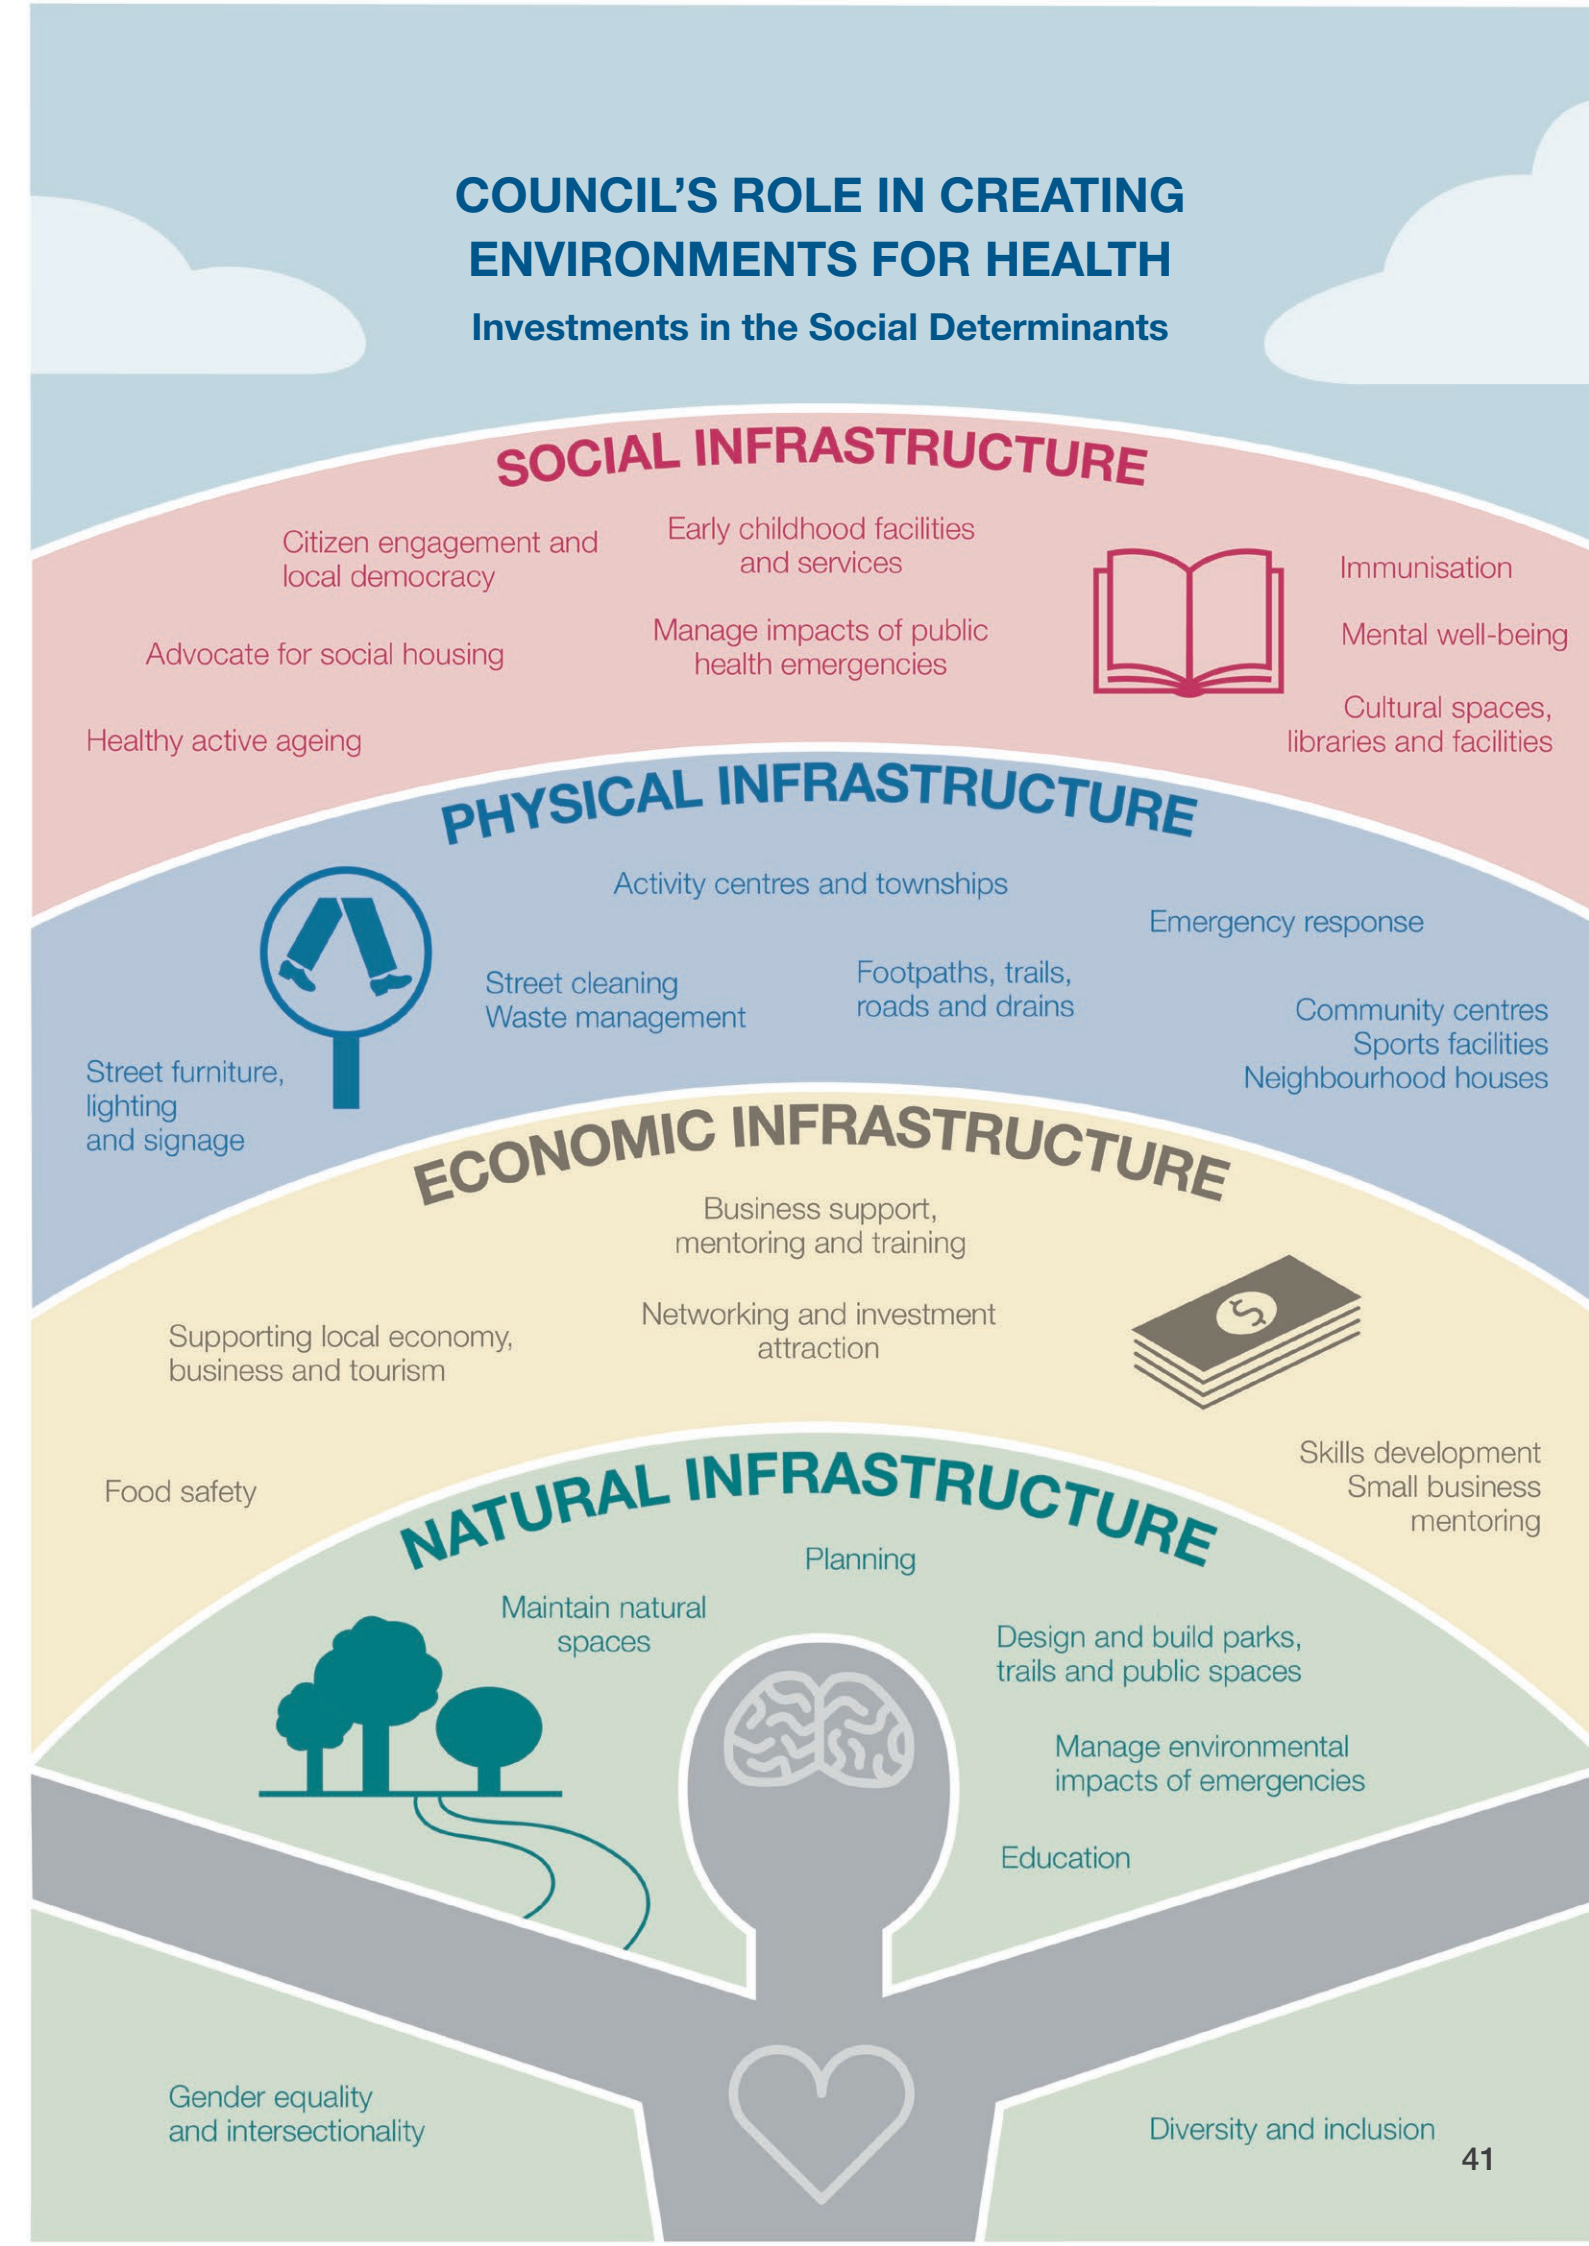 COUNCIL’S ROLE IN CREATING
ENVIRONMENTS FOR HEALTH
Investments in the Social Determinants
SOCIAL INFRASTRUCTURE
Citizen engagement and
local democracy
Early childhood facilities
and services
Immunisation
Advocate for social housing
Manage impacts of public
health emergencies
Mental well-being
Healthy active ageing
Cultural spaces,
libraries and facilities
PHYSICAL INFRASTRUCTURE
Activity centres and townships
Emergency response
Street cleaning
Waste management
Footpaths, trails,
roads and drains
Community centres
Sports facilities
Neighbourhood houses
Street furniture,
lighting
and signage
ECONOMIC INFRASTRUCTURE
Business support,
mentoring and training
Supporting local economy,
business and tourism
Networking and investment
attraction
$
Food safety
Skills development
Small business
mentoring
NATURAL INFRASTRUCTURE
Planning
Maintain natural
spaces
Design and build parks,
trails and public spaces
Manage environmental
impacts of emergencies
Education
Gender equality
and intersectionality
Diversity and inclusion
41